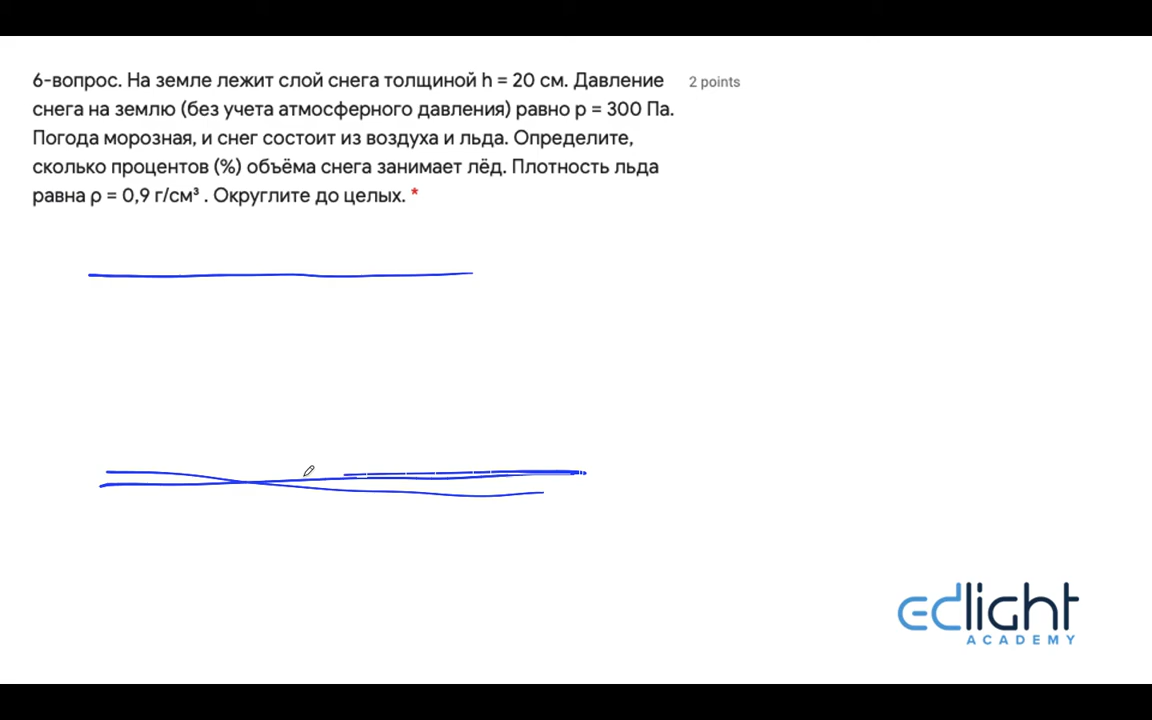 6-вопрос. На земле лежит слой снега толщиной h = 20 см. Давление
2 points
снега на землю (без учета атмосферного давления) равно p = 300 Па.
Погода морозная, и снег состоит из воздуха и льда. Определите,
сколько процентов (%) объёма снега занимает лёд. Плотность льда
равна ρ = 0,9 г/см³ . Округлите до целых. *
edlight
ACADEMY